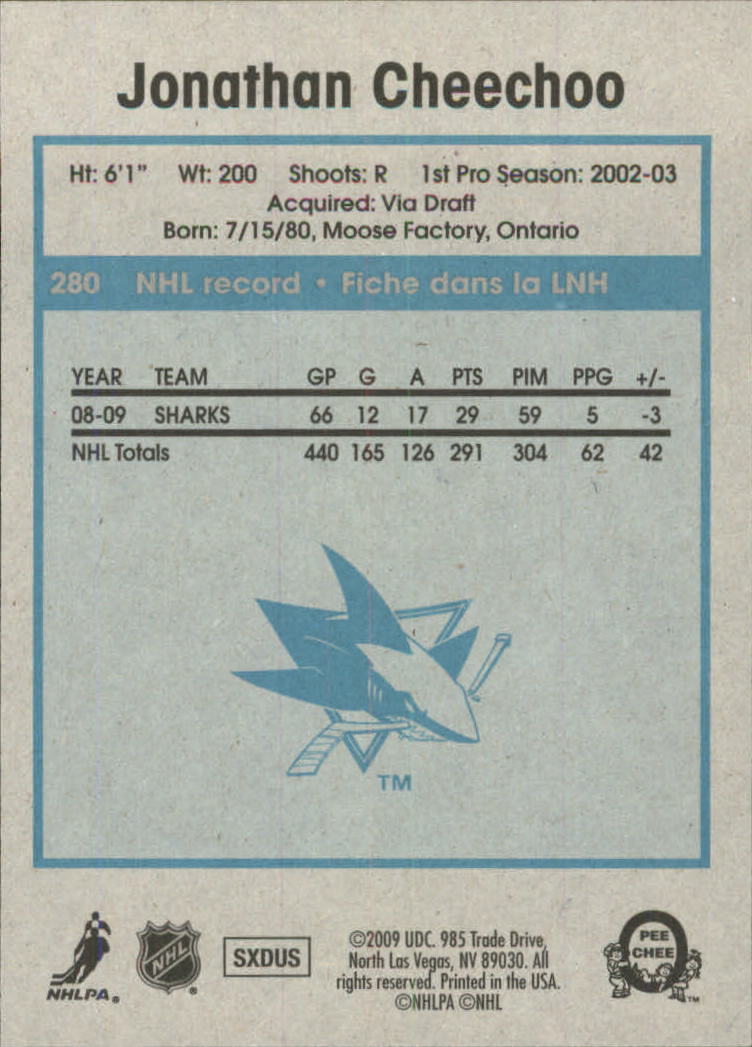 Jonathan Cheechoo
Ht: 6'1" Wt: 200 Shoots: R 1st Pro Season: 2002-03
Acquired: Via Draft
Born: 7/15/80, Moose Factory, Ontario
280 NHL record • Fiche dans la LNH
YEAR TEAM GP G A PTS PIM PPG +/-
08-09 SHARKS 66 12 17 29 59 5 -3
NHL Totals 440 165 126 291 304 62 42
TM
NHLPA®
NHL®
SXDUS
©2009 UDC. 985 Trade Drive,
North Las Vegas, NV 89030. All
rights reserved. Printed in the USA.
©NHLPA ©NHL
O
PEE
CHEE
TM